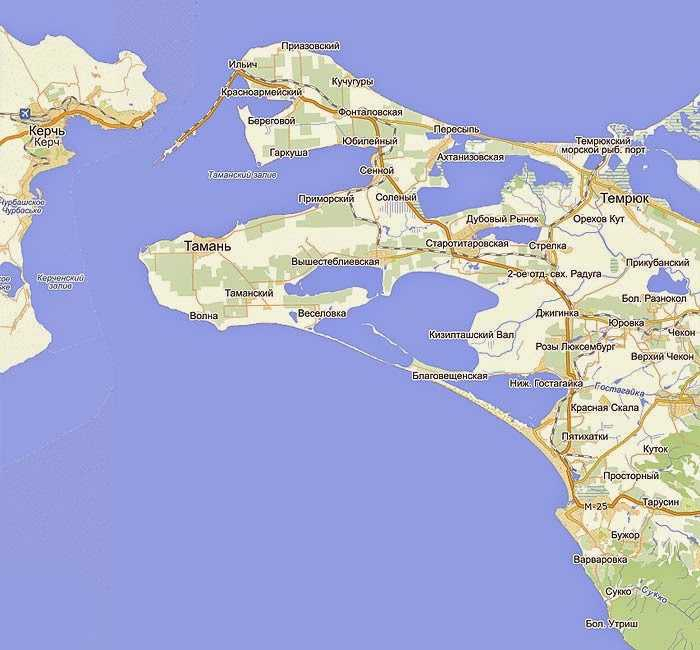 Приазовский
Ильич
Кучугуры
Красноармейский
Фонталовская
Береговой
Пересыпь
Керчь
Керч
Юбилейный
Темрюкский
морской рыб. порт
Гаркуша
Ахтанизовская
Сенной
Таманский залив
Приморский
Соленый
Темрюк
Чурбашское
Чурбаське
Дубовый Рынок
Орехов Кут
Тамань
Старотитаровская
Стрелка
Вышестеблиевская
Прикубанский
2-ое отд. свх. Радуга
Керченский
залив
ское
ське
Таманский
Бол. Разнокол
Волна
Веселовка
Джигинка
Юровка
Чекон
Кизилташский Вал
Розы Люксембург
Верхий Чекон
Благовещенская
Ниж. Гостагайка
Гостагайка
Красная Скала
Пятихатки
Куток
Просторный
М-25
Тарусин
Бужор
Варваровка
Сукко
Сукко
Бол. Утриш